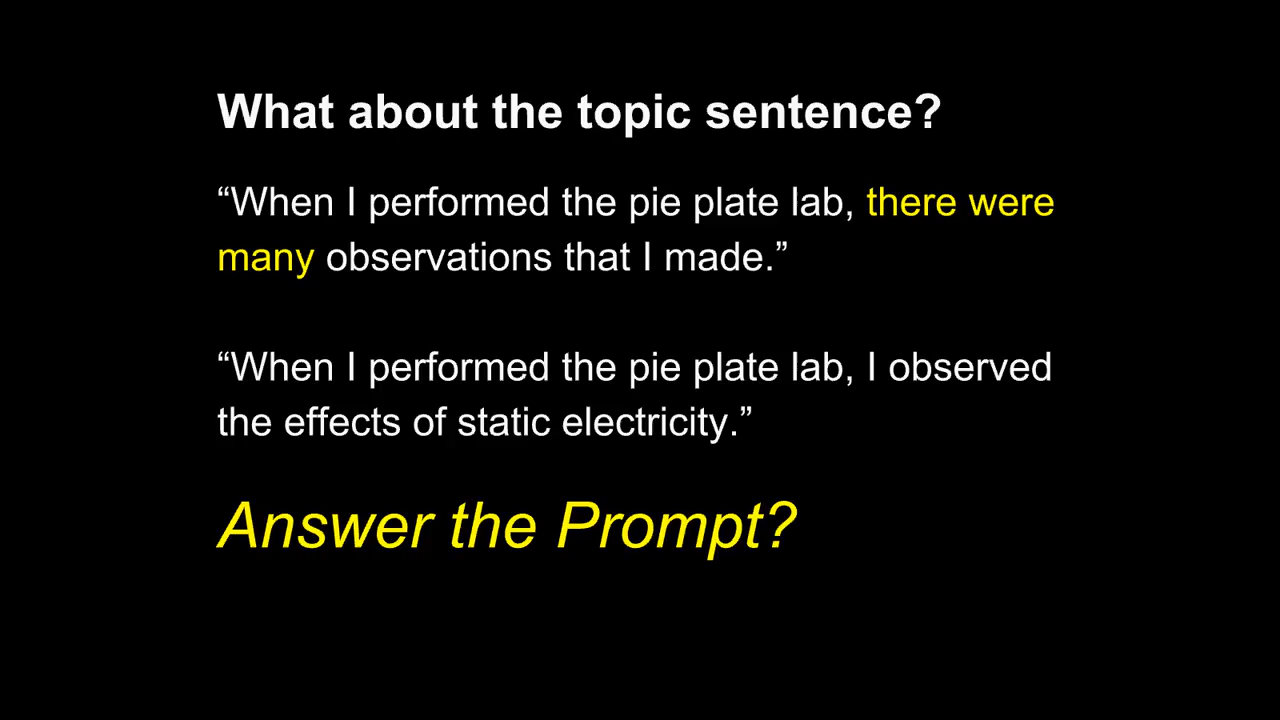 What about the topic sentence?
“When I performed the pie plate lab, there were
many observations that I made.”
“When I performed the pie plate lab, I observed
the effects of static electricity.”
Answer the Prompt?